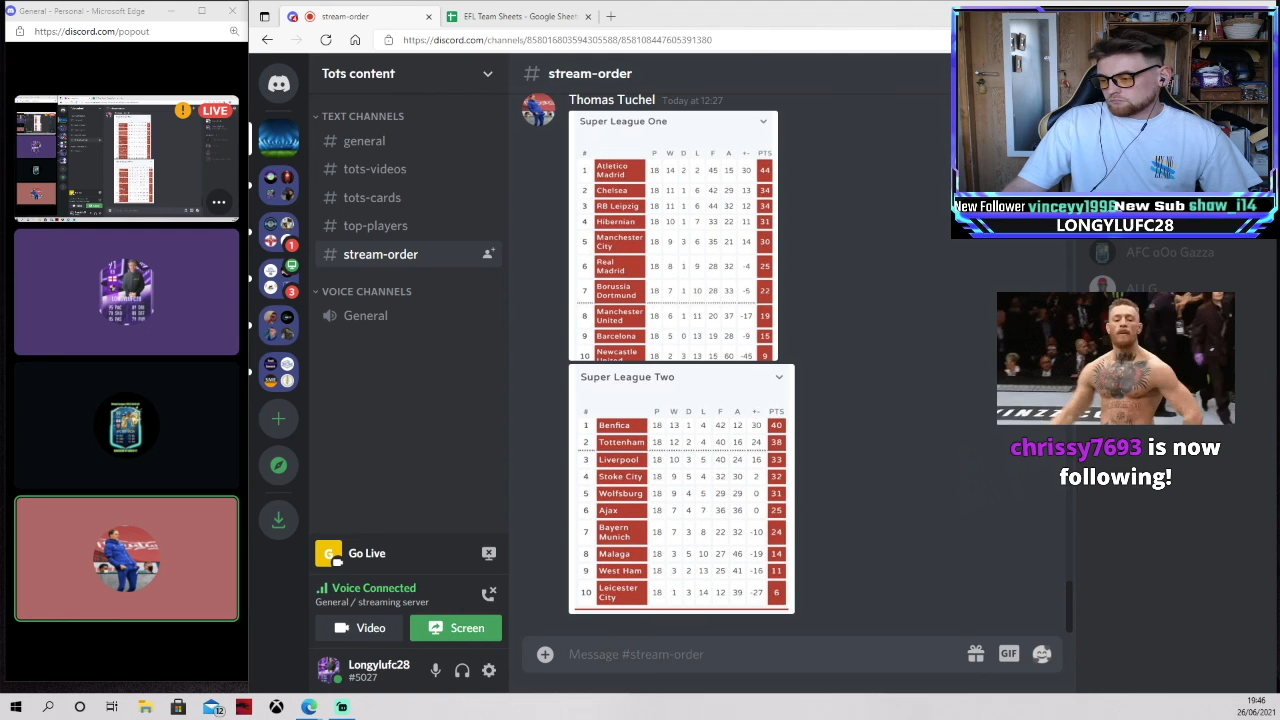 General - Personal - Microsoft Edge
https://discord.com/popout
LIVE
stream-order
EFL Team Sheets - Google Sheets
Tots content
TEXT CHANNELS
general
tots-videos
tots-cards
stream-order
VOICE CHANNELS
General
Go Live
Voice Connected
General / streaming server
Video
Screen
Longylufc28
#5027
# stream-order
Thomas Tuchel Today at 12:27
Super League One
# P W D L F A +- PTS
1 Atletico Madrid 18 14 2 2 45 15 30 44
2 Chelsea 18 11 1 6 42 29 13 34
3 RB Leipzig 18 11 1 6 44 32 12 34
4 Hibernian 18 10 1 7 33 22 11 31
5 Manchester City 18 9 3 6 35 21 14 30
6 Real Madrid 18 8 1 9 28 32 -4 25
7 Borussia Dortmund 18 7 1 10 28 33 -5 22
8 Manchester United 18 6 1 11 20 37 -17 19
9 Barcelona 18 5 0 13 19 28 -9 15
10 Newcastle United 18 2 3 13 15 60 -45 9
Super League Two
# P W D L F A +- PTS
1 Benfica 18 13 1 4 42 12 30 40
2 Tottenham 18 12 2 4 40 16 24 38
3 Liverpool 18 10 3 5 40 24 16 33
4 Stoke City 18 9 5 4 32 30 2 32
5 Wolfsburg 18 9 4 5 29 29 0 31
6 Ajax 18 7 4 7 36 36 0 25
7 Bayern Munich 18 7 3 8 22 32 -10 24
8 Malaga 18 3 5 10 27 46 -19 14
9 West Ham 18 3 2 13 25 41 -16 11
10 Leicester City 18 1 3 14 12 39 -27 6
Message #stream-order
GIF
New Follower vinceyy1998 New Sub shaw_i14
LONGYLUFC28
AFC oOo Gazza
ALLG
chrissy7693 is now
following!
19:46
26/06/2021